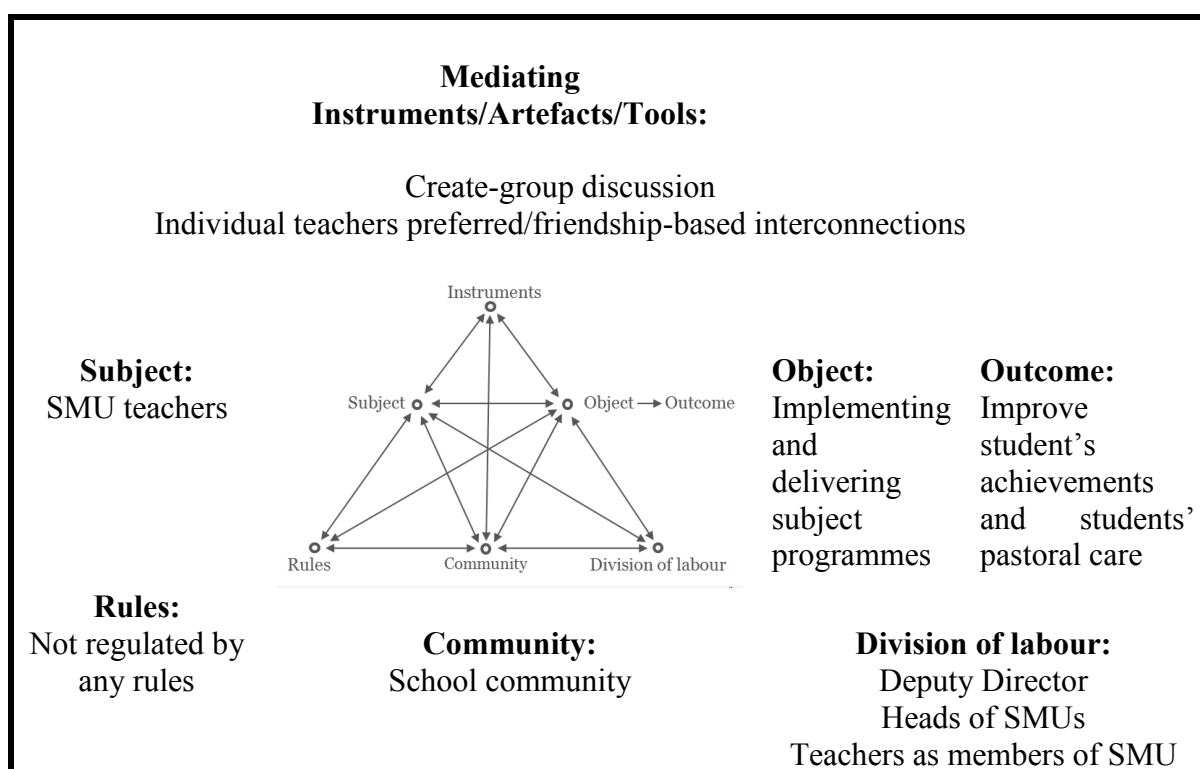 Mediating
Instruments/Artefacts/Tools:
Create-group discussion
Individual teachers preferred/friendship-based interconnections
Instruments
Subject:
SMU teachers
Subject
Object
Outcome
Object:
Implementing
and
delivering
subject
programmes
Outcome:
Improve
student’s
achievements
and students’
pastoral care
Rules
Community
Division of labour
Rules:
Not regulated by
any rules
Community:
School community
Division of labour:
Deputy Director
Heads of SMUs
Teachers as members of SMU